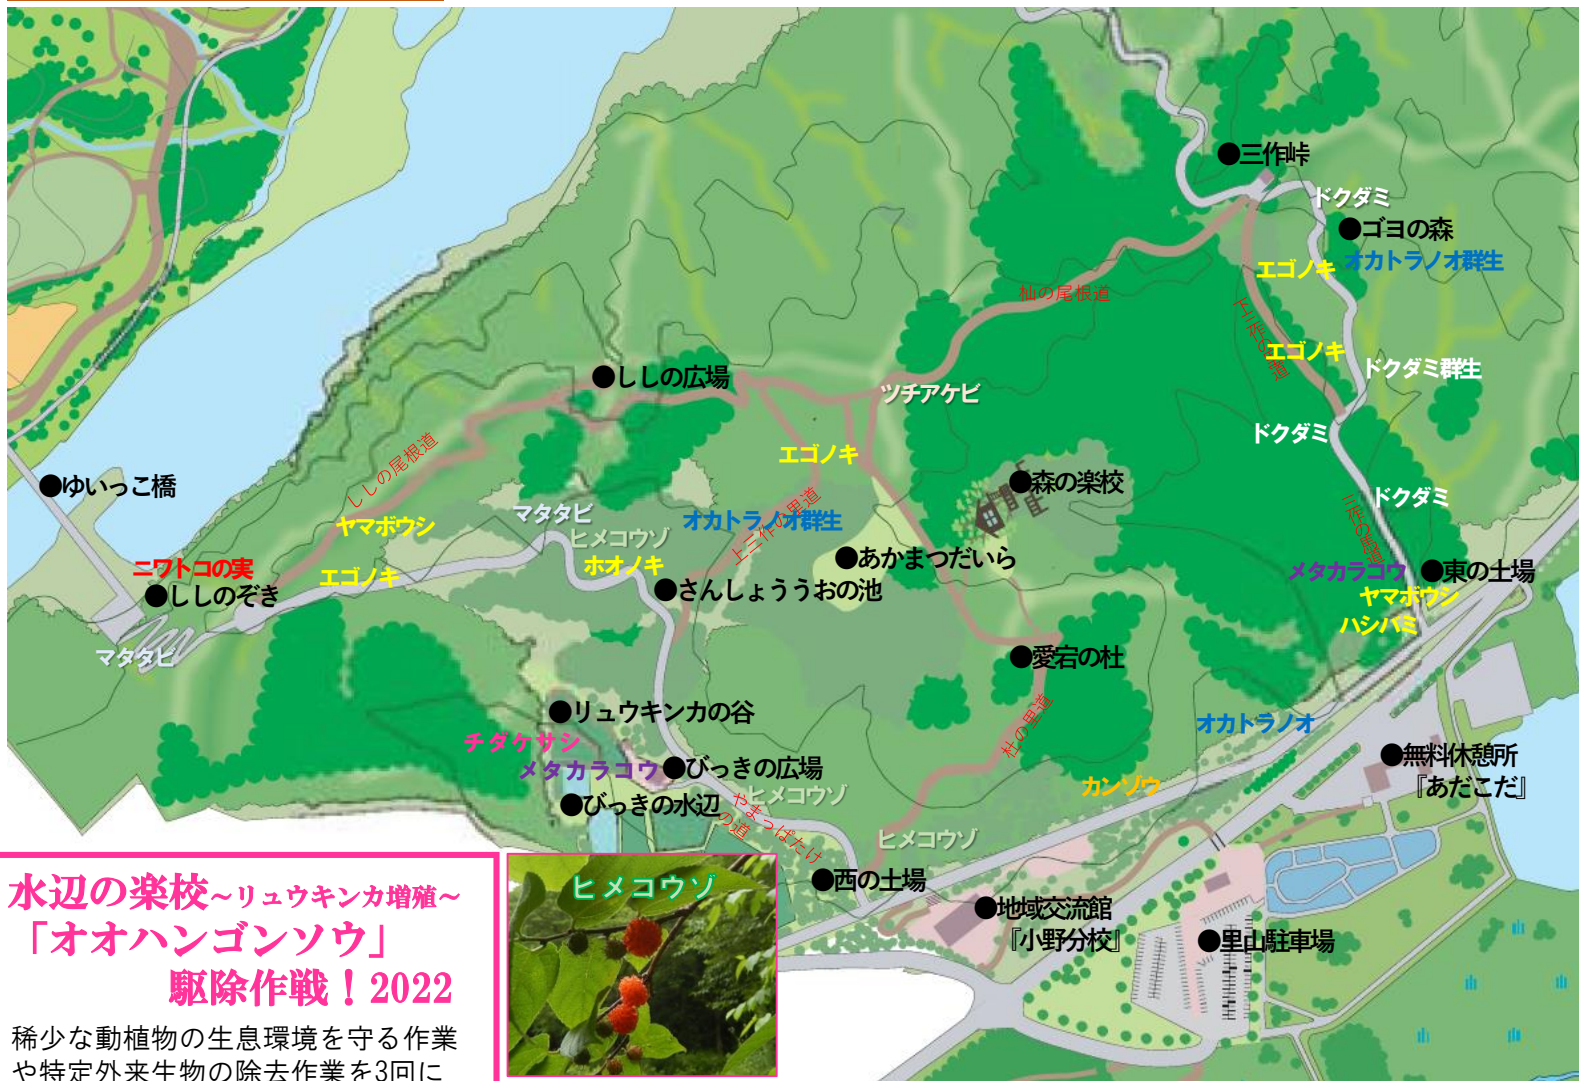 ●三作峠
ドクダミ
●ゴヨの森
エゴノキ
オカトラノオ群生
杣の尾根道
エゴノキ
ドクダミ群生
●ししの広場
ツチアケビ
ドクダミ
ししの尾根道
エゴノキ
●ゆいっこ橋
●森の楽校
ドクダミ
マタタビ
ヤマボウシ
オカトラノオ群生
上三作の里道
ヒメコウゾ
●あかまつだいら
ニワトコの実
エゴノキ
ホオノキ
メタカラコウ
●東の土場
●ししのぞき
●さんしょううおの池
ヤマボウシ
ハシバミ
マタタビ
●愛宕の杜
●リュウキンカの谷
杜の里道
オカトラノオ
チダケサシ
メタカラコウ
●びっきの広場
●無料休憩所
『あだこだ』
カンゾウ
●びっきの水辺
ヒメコウゾ
やまっぱたけ
の道
ヒメコウゾ
●西の土場
●地域交流館
『小野分校』
●里山駐車場
水辺の楽校~リュウキンカ増殖~
「オオハンゴンソウ」
駆除作戦！2022
稀少な動植物の生息環境を守る作業
や特定外来生物の除去作業を3回に
ヒメコウゾ